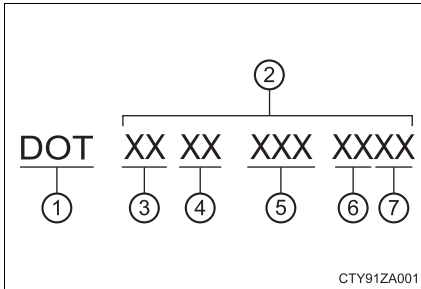 ②
DOT XX XX XXX XXXX
① ③ ④ ⑤ ⑥ ⑦
CTY91ZA001